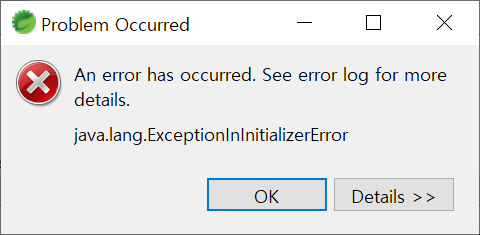 Problem Occurred
An error has occurred. See error log for more
details.
java.lang.ExceptionInInitializerError
OK
Details >>